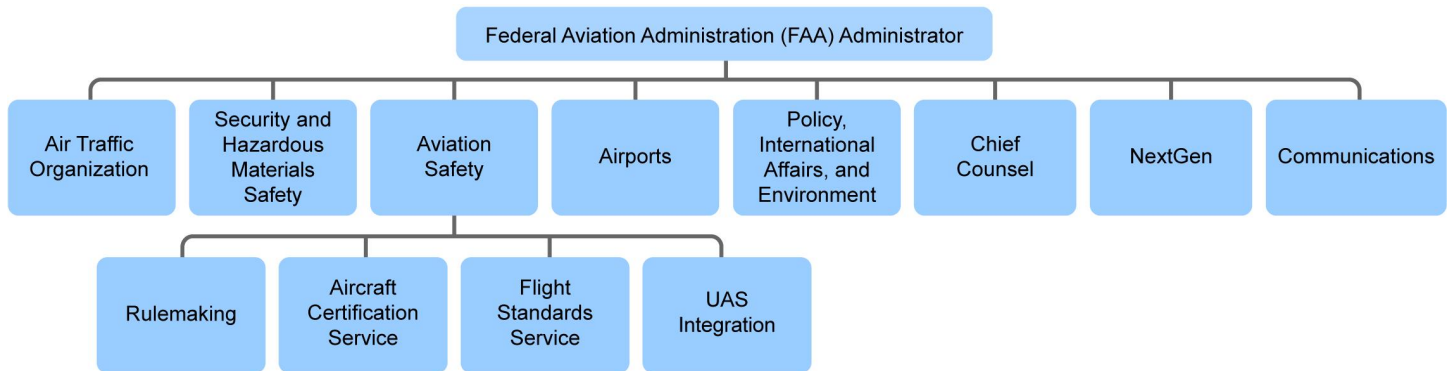 Federal Aviation Administration (FAA) Administrator
Air Traffic
Organization
Security and
Hazardous
Materials
Safety
Aviation
Safety
Airports
Policy,
International
Affairs, and
Environment
Chief
Counsel
NextGen
Communications
Rulemaking
Aircraft
Certification
Service
Flight
Standards
Service
UAS
Integration